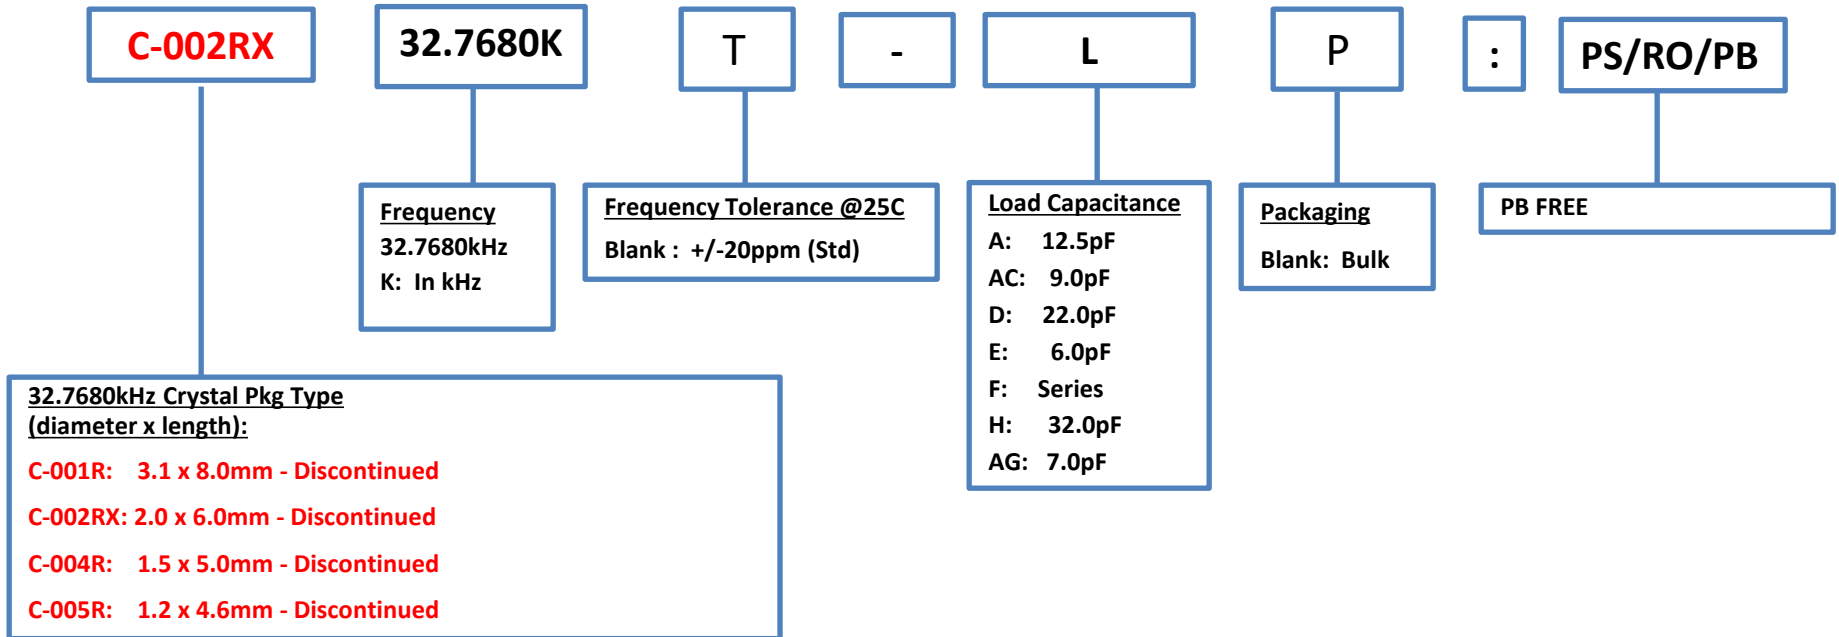 C-002RX 32.7680K T - L P : PS/RO/PB
Frequency
32.7680kHz
K: In kHz
Frequency Tolerance @25C
Blank : +/-20ppm (Std)
Load Capacitance
A: 12.5pF
AC: 9.0pF
D: 22.0pF
E: 6.0pF
F: Series
H: 32.0pF
AG: 7.0pF
Packaging
Blank: Bulk
PB FREE
32.7680kHz Crystal Pkg Type
(diameter x length):
C-001R: 3.1 x 8.0mm - Discontinued
C-002RX: 2.0 x 6.0mm - Discontinued
C-004R: 1.5 x 5.0mm - Discontinued
C-005R: 1.2 x 4.6mm - Discontinued